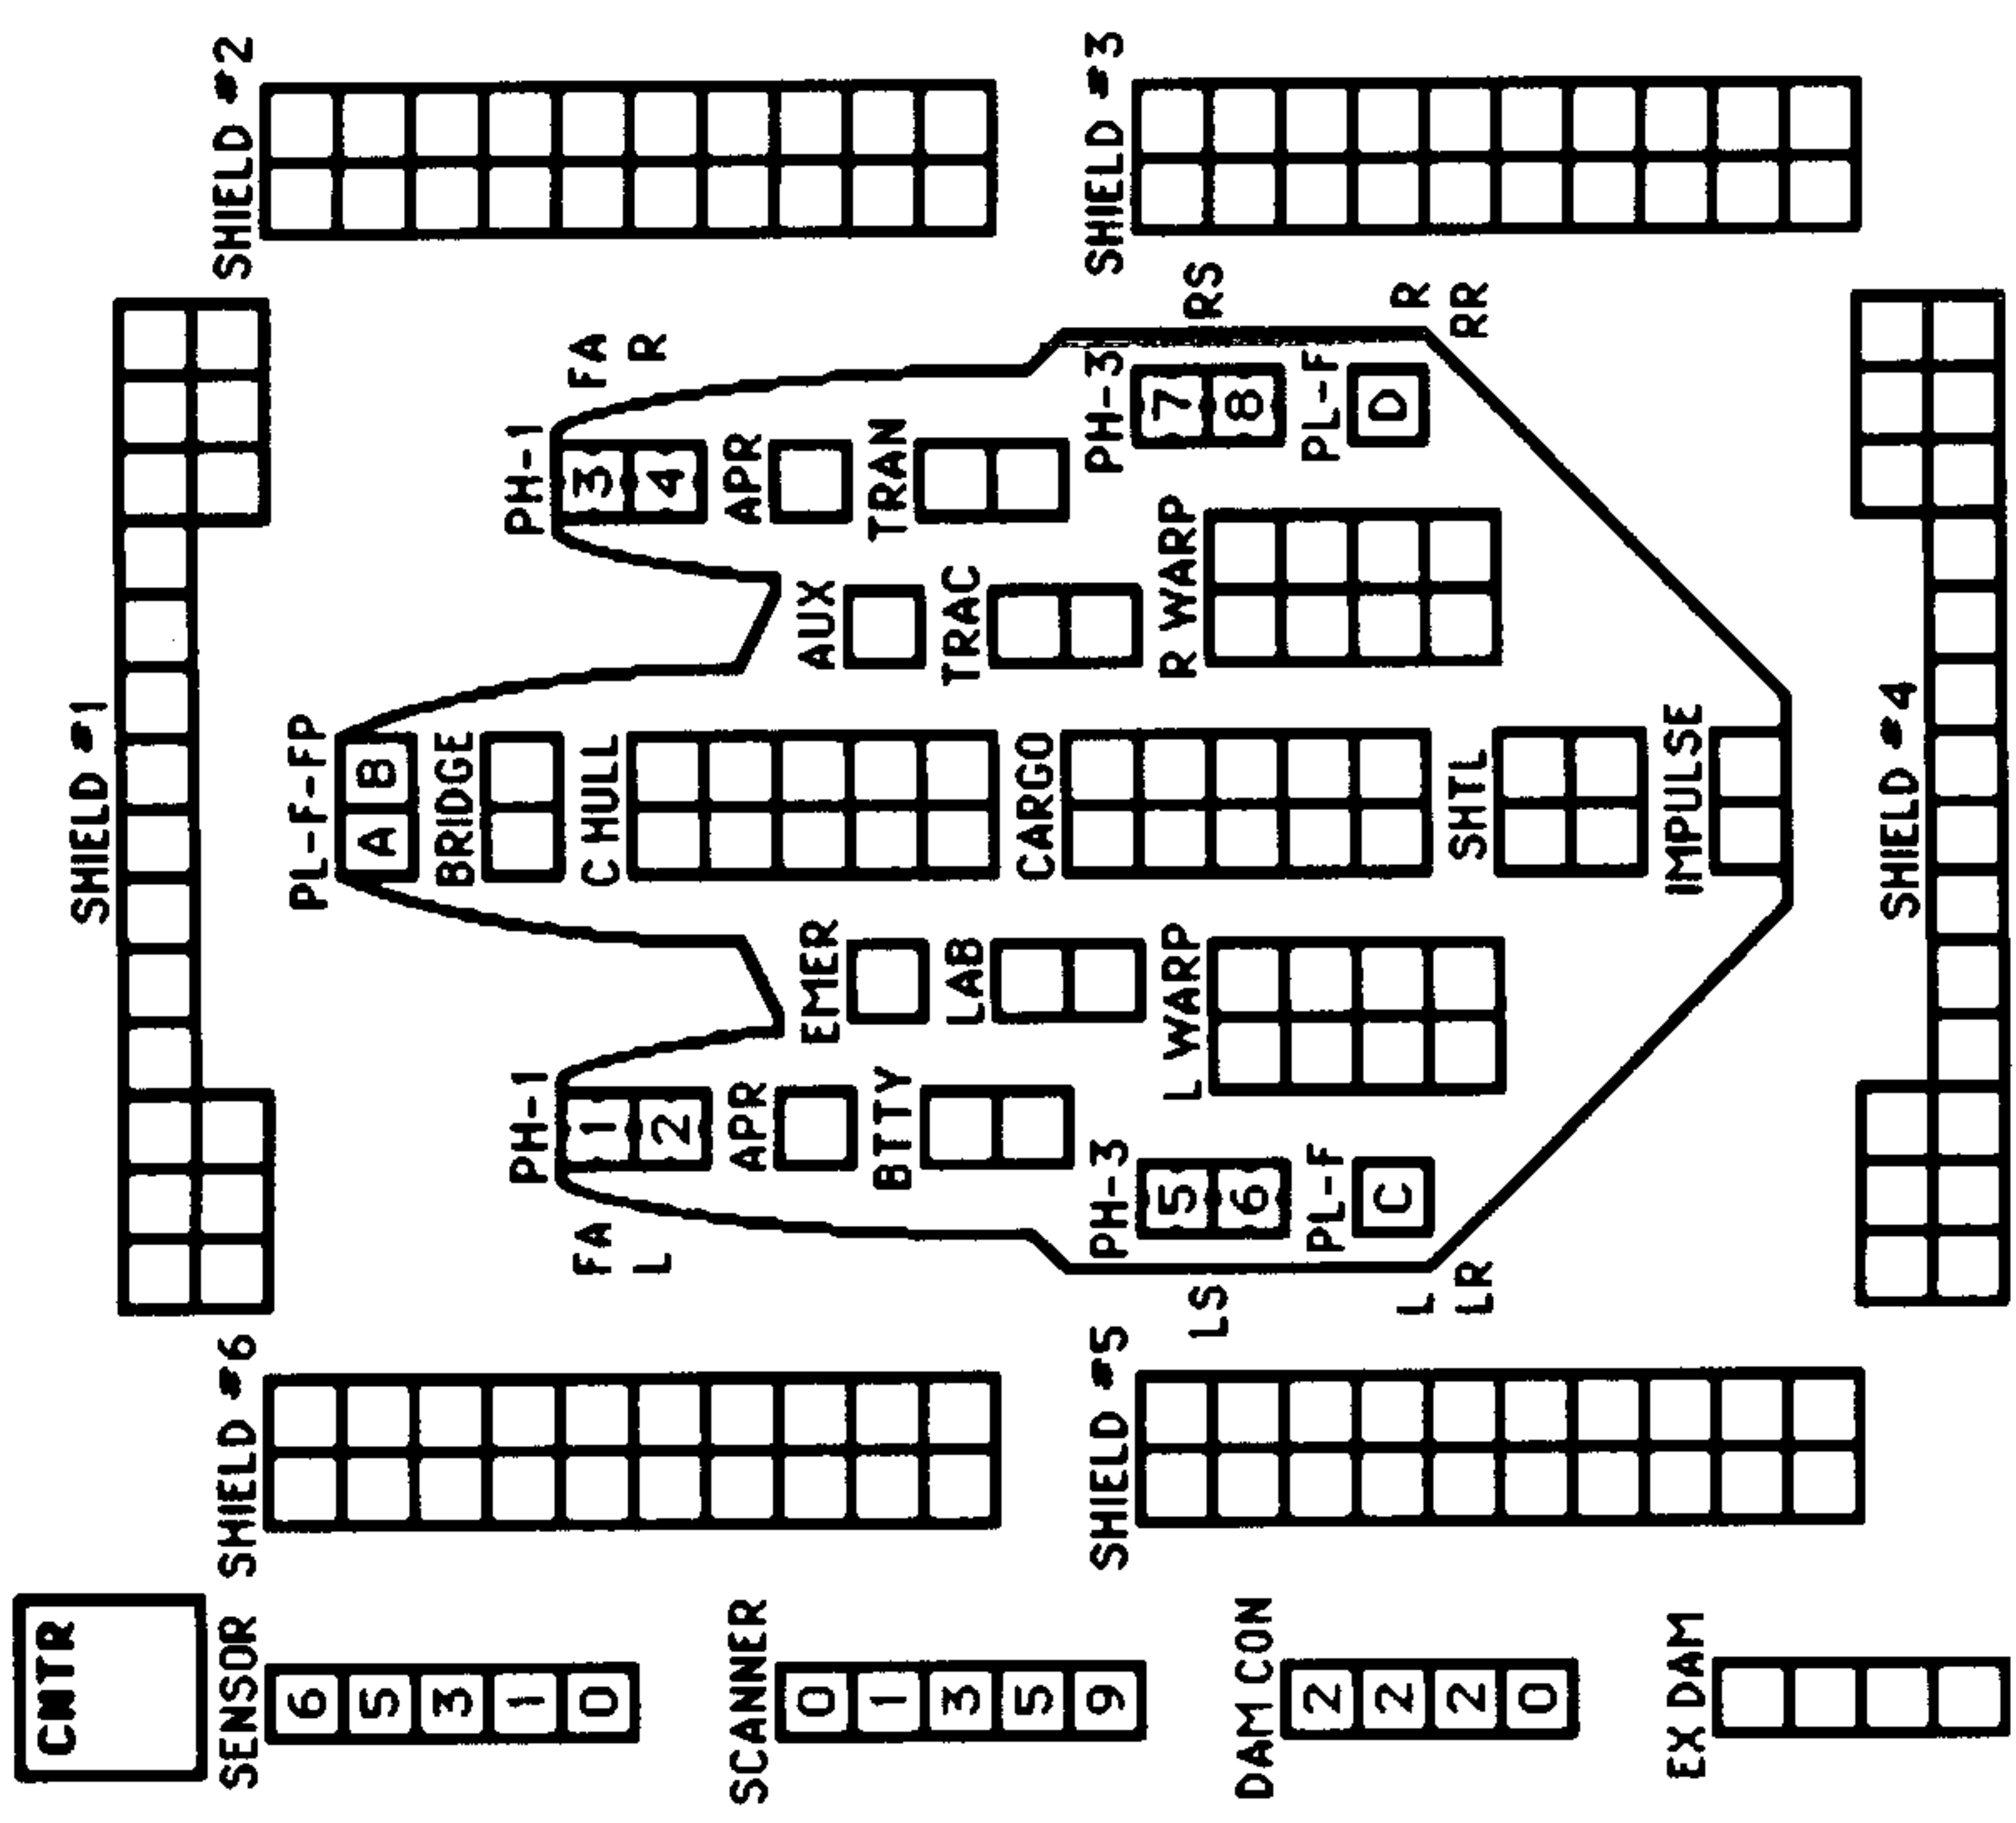 CMTR
SHIELD #1
SENSOR
6
5
3
1
0
SHIELD #6
SHIELD #2
PL-F-FP
A B
BRIDGE
PH-1
1
2
FA
L
C HULL
PH-1
3
4
FA
R
SCANNER
0
1
3
5
9
APR
EMER
AUX
APR
BTTY
LAB
TRAC
TRAN
CARGO
SHIELD #5
PH-3
5
6
LS
L WARP
R WARP
PH-3
7
8
RS
SHIELD #3
DAM CON
2
2
2
0
PL-F
C
L
LR
PL-F
D
R
RR
SHTL
EX DAM
IMPULSE
SHIELD #4